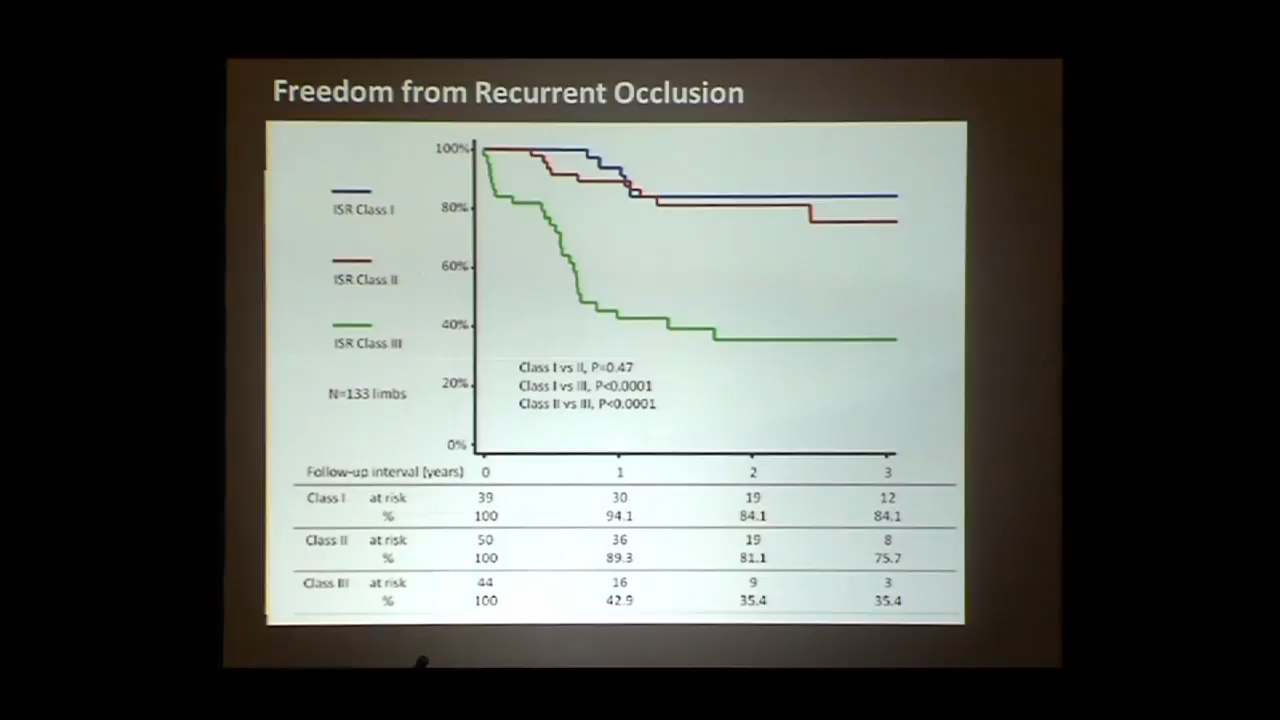 Freedom from Recurrent Occlusion
100%
80%
60%
40%
20%
0%
ISR Class I
ISR Class II
ISR Class III
N=133 limbs
Class I vs II, P=0.47
Class I vs III, P<0.0001
Class II vs III, P<0.0001
Follow-up interval (years) 0 1 2 3
Class I at risk 39 30 19 12
% 100 94.1 84.1 84.1
Class II at risk 50 36 19 8
% 100 89.3 81.1 75.7
Class III at risk 44 16 9 3
% 100 42.9 35.4 35.4